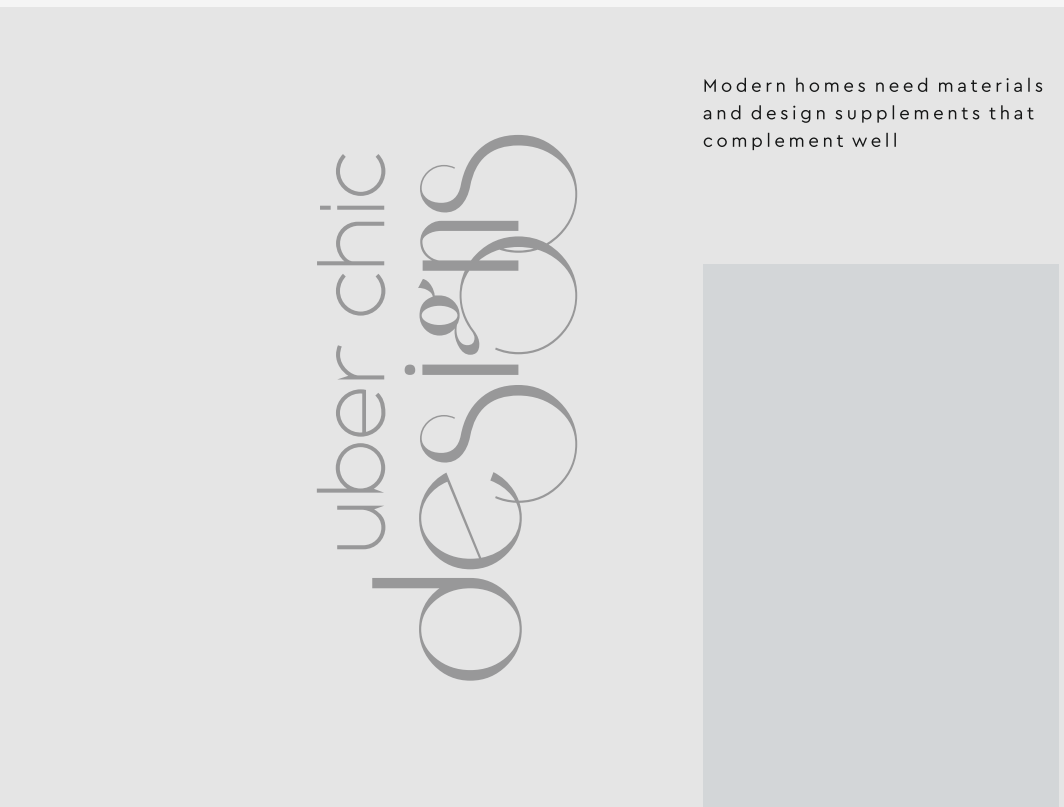 uber chic
designs
Modern homes need materials
and design supplements that
complement well